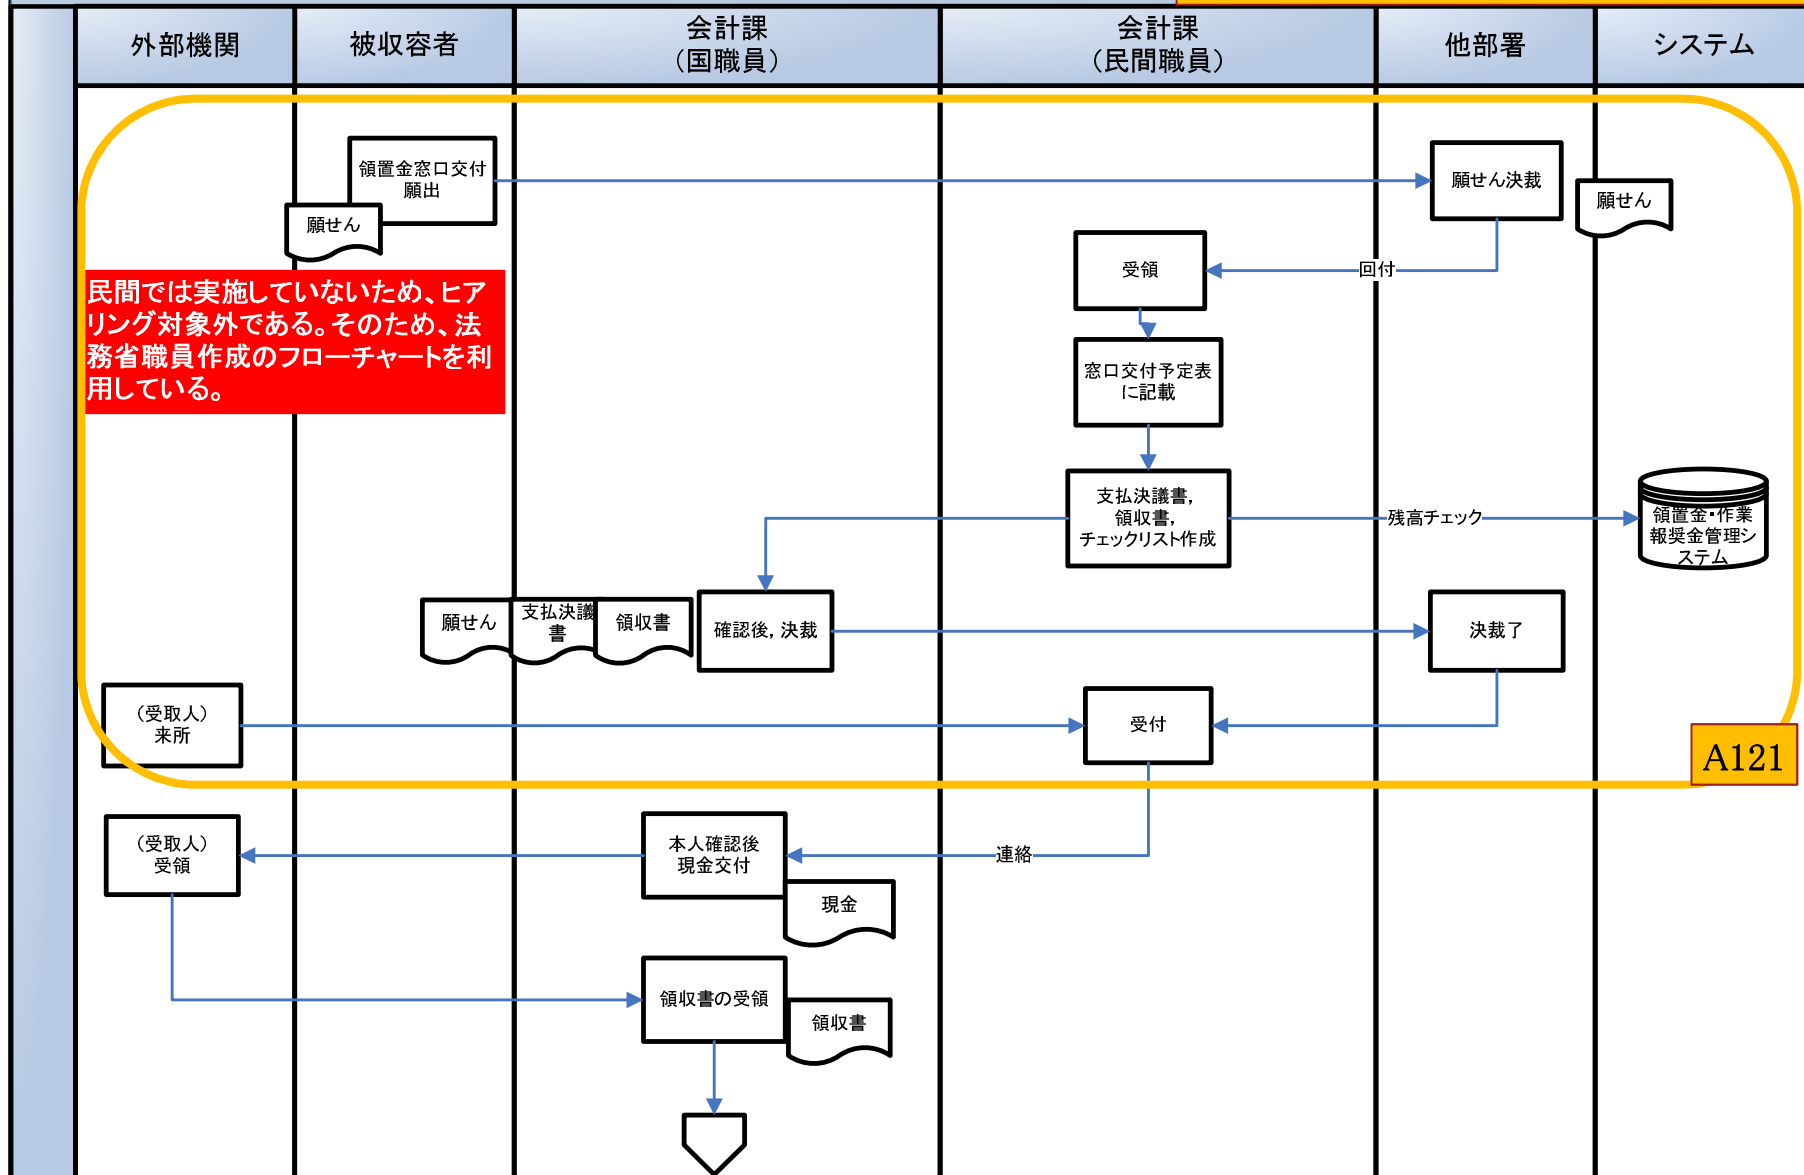 外部機関
被収容者
会計課
（国職員）
会計課
（民間職員）
他部署
システム
領置金窓口交付
願出
願せん
願せん決裁
願せん
受領
回付
民間では実施していないため、ヒア
リング対象外である。そのため、法
務省職員作成のフローチャートを利
用している。
窓口交付予定表
に記載
支払決議書，
領収書，
チェックリスト作成
残高チェック
領置金・作業
報奨金管理シ
ステム
願せん
支払決議
書
領収書
確認後，決裁
決裁了
（受取人）
来所
受付
A121
（受取人）
受領
本人確認後
現金交付
連絡
現金
領収書の受領
領収書